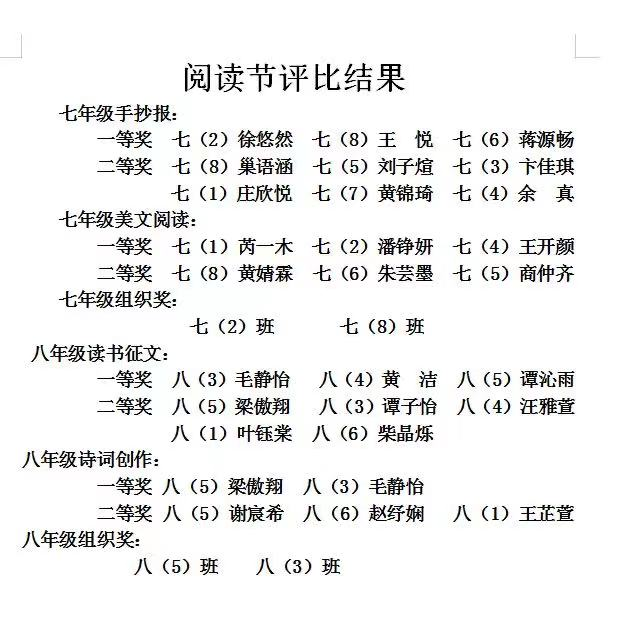 阅读节评比结果
七年级手抄报：
一等奖 七（2）徐悠然 七（8）王 悦 七（6）蒋源畅
二等奖 七（8）巢语涵 七（5）刘子煊 七（3）卞佳琪
七（1）庄欣悦 七（7）黄锦琦 七（4）余 真
七年级美文阅读：
一等奖 七（1）芮一木 七（2）潘铮妍 七（4）王开颜
二等奖 七（8）黄婧霖 七（6）朱芸墨 七（5）商仲齐
七年级组织奖：
七（2）班 七（8）班
八年级读书征文：
一等奖 八（3）毛静怡 八（4）黄 洁 八（5）谭沁雨
二等奖 八（5）梁傲翔 八（3）谭子怡 八（4）汪雅萱
八（1）叶钰棠 八（6）柴晶烁
八年级诗词创作：
一等奖 八（5）梁傲翔 八（3）毛静怡
二等奖 八（5）谢宸希 八（6）赵纾娴 八（1）王芷萱
八年级组织奖：
八（5）班 八（3）班